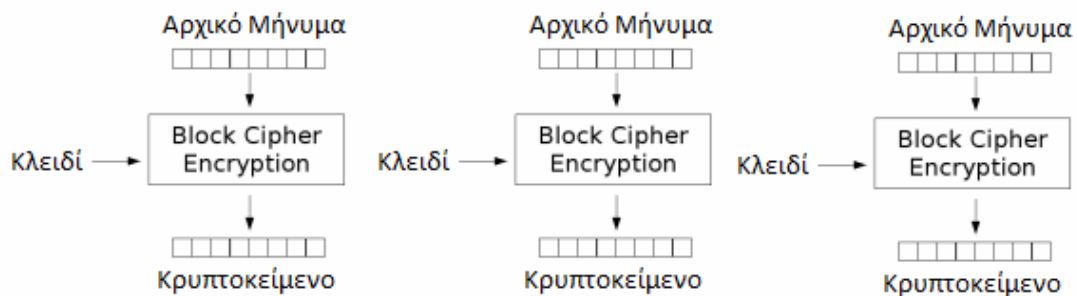 Αρχικό Μήνυμα
Block Cipher
Encryption
Κλειδί
Κρυπτοκείμενο
Αρχικό Μήνυμα
Block Cipher
Encryption
Κλειδί
Κρυπτοκείμενο
Αρχικό Μήνυμα
Block Cipher
Encryption
Κλειδί
Κρυπτοκείμενο